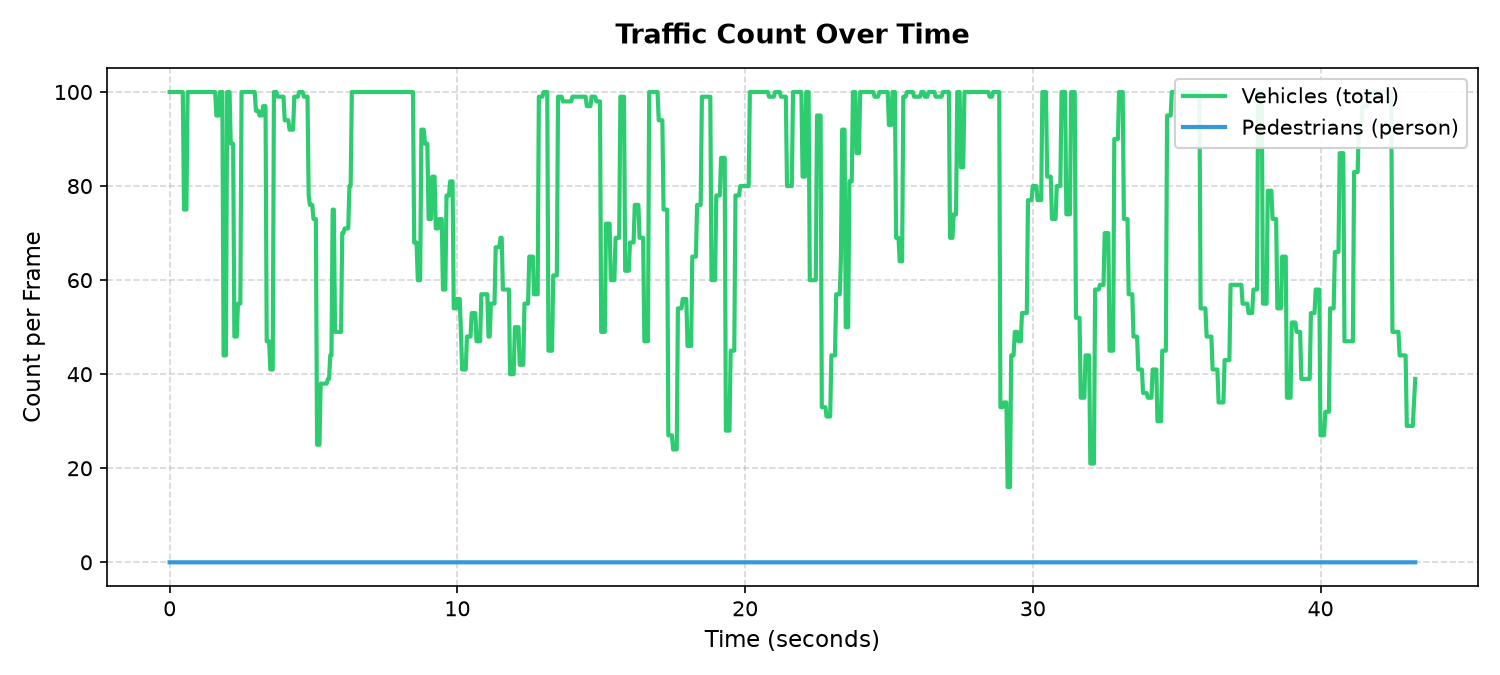 Traffic Count Over Time
100
80
60
40
20
0
Count per Frame
Vehicles (total)
Pedestrians (person)
0 10 20 30 40
Time (seconds)